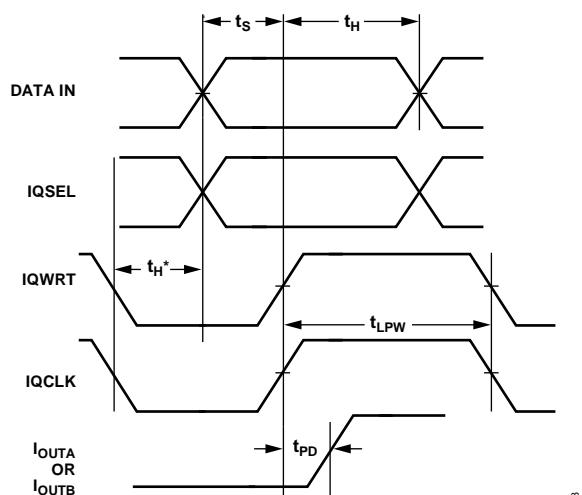 tS
tH
DATA IN
IQSEL
tH*
IQWRT
tLPW
IQCLK
tPD
IOUTA
OR
IOUTB